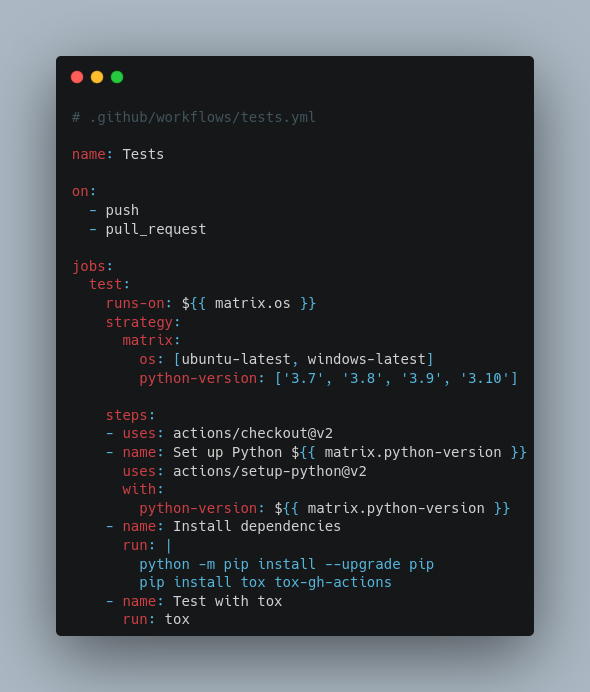 # .github/workflows/tests.yml

name: Tests

on:
  - push
  - pull_request

jobs:
  test:
    runs-on: ${{ matrix.os }}
    strategy:
      matrix:
        os: [ubuntu-latest, windows-latest]
        python-version: ['3.7', '3.8', '3.9', '3.10']

    steps:
    - uses: actions/checkout@v2
    - name: Set up Python ${{ matrix.python-version }}
      uses: actions/setup-python@v2
      with:
        python-version: ${{ matrix.python-version }}
    - name: Install dependencies
      run: |
        python -m pip install --upgrade pip
        pip install tox tox-gh-actions
    - name: Test with tox
      run: tox